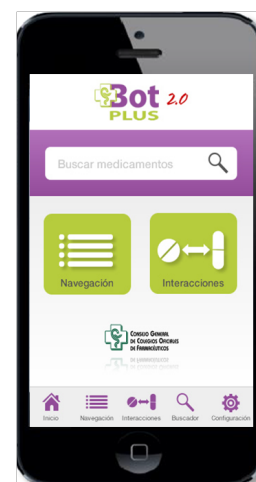 Bot 2.0
PLUS
Buscar medicamentos
Navegación
Interacciones
CONSEJO GENERAL
DE COLEGIOS OFICIALES
DE FARMACÉUTICOS
Inicio
Navegación
Interacciones
Buscador
Configuración